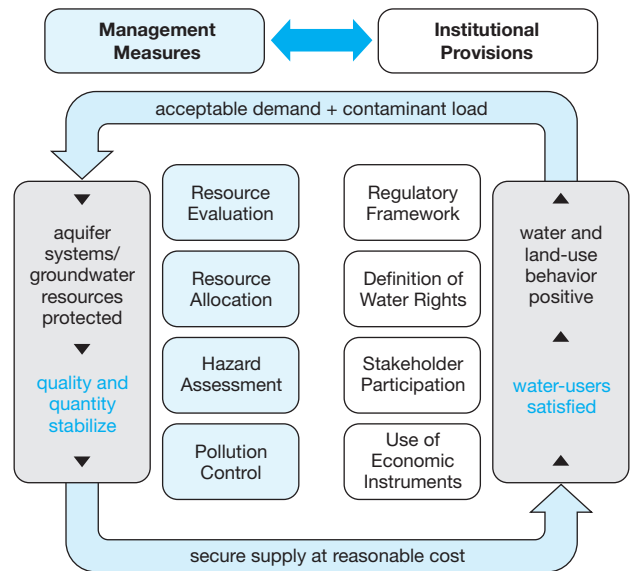 Management
Measures
Institutional
Provisions
acceptable demand + contaminant load
aquifer
systems/
groundwater
resources
protected
quality and
quantity
stabilize
Resource
Evaluation
Resource
Allocation
Hazard
Assessment
Pollution
Control
Regulatory
Framework
Definition of
Water Rights
Stakeholder
Participation
Use of
Economic
Instruments
water and
land-use
behavior
positive
water-users
satisfied
secure supply at reasonable cost